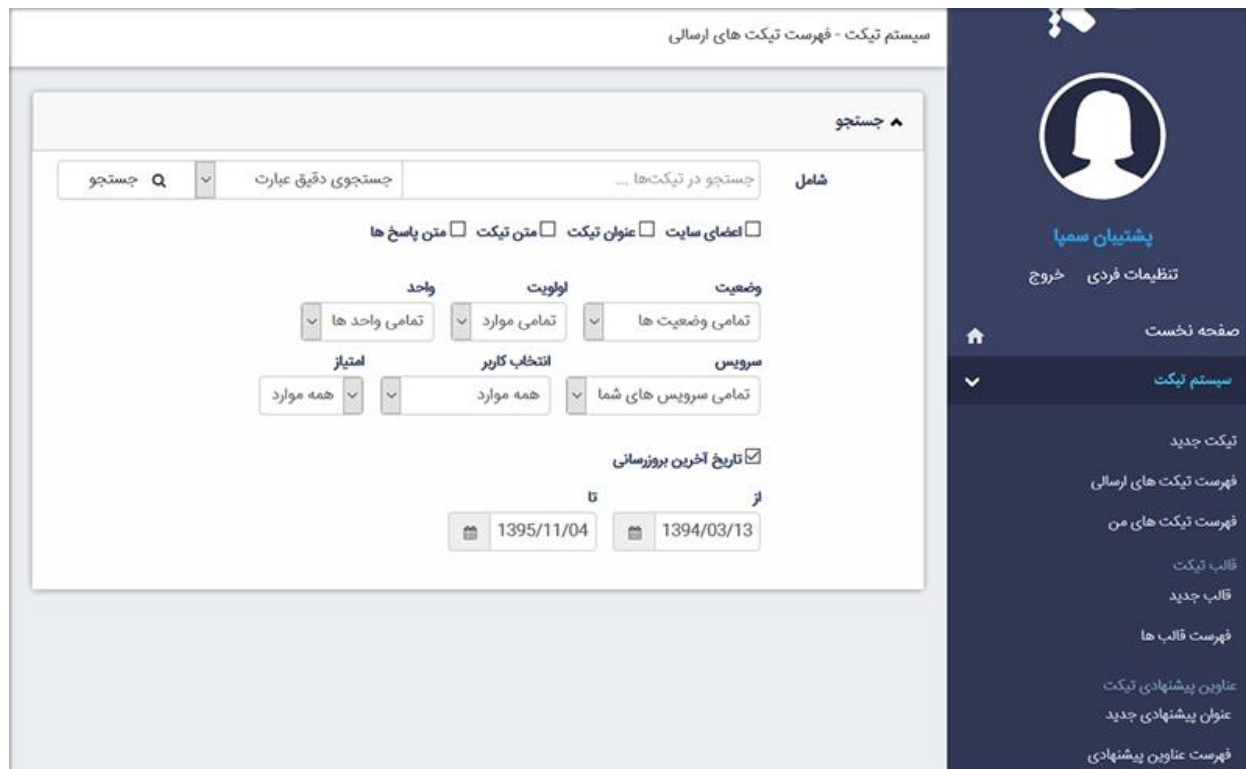 سیستم تیکت - فهرست تیکت های ارسالی
جستجو
شامل
جستجو در تیکت‌ها ...
جستجوی دقیق عبارت
جستجو
اعضای سایت عنوان تیکت متن تیکت متن پاسخ ها
وضعیت اولویت واحد
تمامی وضعیت ها تمامی موارد تمامی واحد ها
سرویس انتخاب کاربر امتیاز
تمامی سرویس های شما همه موارد همه موارد
تاریخ آخرین بروزرسانی
از تا
1394/03/13 1395/11/04
پشتیبان سمپا
تنظیمات فردی خروج
صفحه نخست
سیستم تیکت
تیکت جدید
فهرست تیکت های ارسالی
فهرست تیکت های من
قالب تیکت
قالب جدید
فهرست قالب ها
عناوین پیشنهادی تیکت
عنوان پیشنهادی جدید
فهرست عناوین پیشنهادی